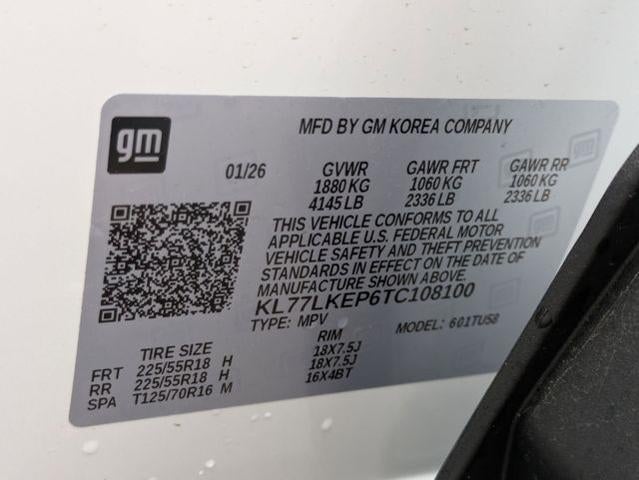 gm
MFD BY GM KOREA COMPANY
01/26 GVWR GAWR FRT GAWR RR
1880 KG 1060 KG 1060 KG
4145 LB 2336 LB 2336 LB
THIS VEHICLE CONFORMS TO ALL
APPLICABLE U.S. FEDERAL MOTOR
VEHICLE SAFETY AND THEFT PREVENTION
STANDARDS IN EFFECT ON THE DATE OF
MANUFACTURE SHOWN ABOVE.
KL77LKEP6TC108100
TYPE: MPV MODEL: 601TU58
TIRE SIZE RIM
FRT 225/55R18 H 18X7.5J
RR 225/55R18 H 18X7.5J
SPA T125/70R16 M 16X4BT